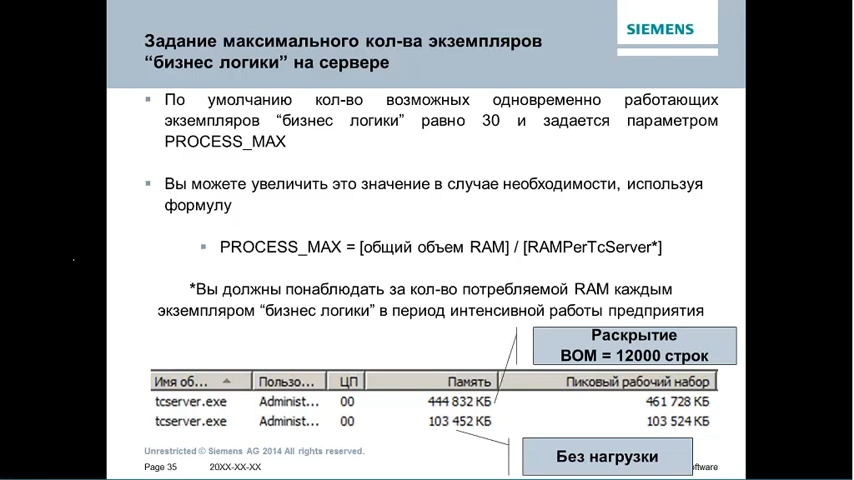 SIEMENS
Задание максимального кол-ва экземпляров
“бизнес логики” на сервере
По умолчанию кол-во возможных одновременно работающих
экземпляров “бизнес логики” равно 30 и задается параметром
PROCESS_MAX
Вы можете увеличить это значение в случае необходимости, используя
формулу
PROCESS_MAX = [общий объем RAM] / [RAMPerTcServer*]
*Вы должны понаблюдать за кол-во потребляемой RAM каждым
экземпляром “бизнес логики” в период интенсивной работы предприятия
Раскрытие
BOM = 12000 строк
Имя об... Пользо... ЦП Память Пиковый рабочий набор
tcserver.exe Administ... 00 444 832 КБ 461 728 КБ
tcserver.exe Administ... 00 103 452 КБ 103 524 КБ
Без нагрузки
Unrestricted © Siemens AG 2014 All rights reserved.
Page 35 20XX-XX-XX oftware